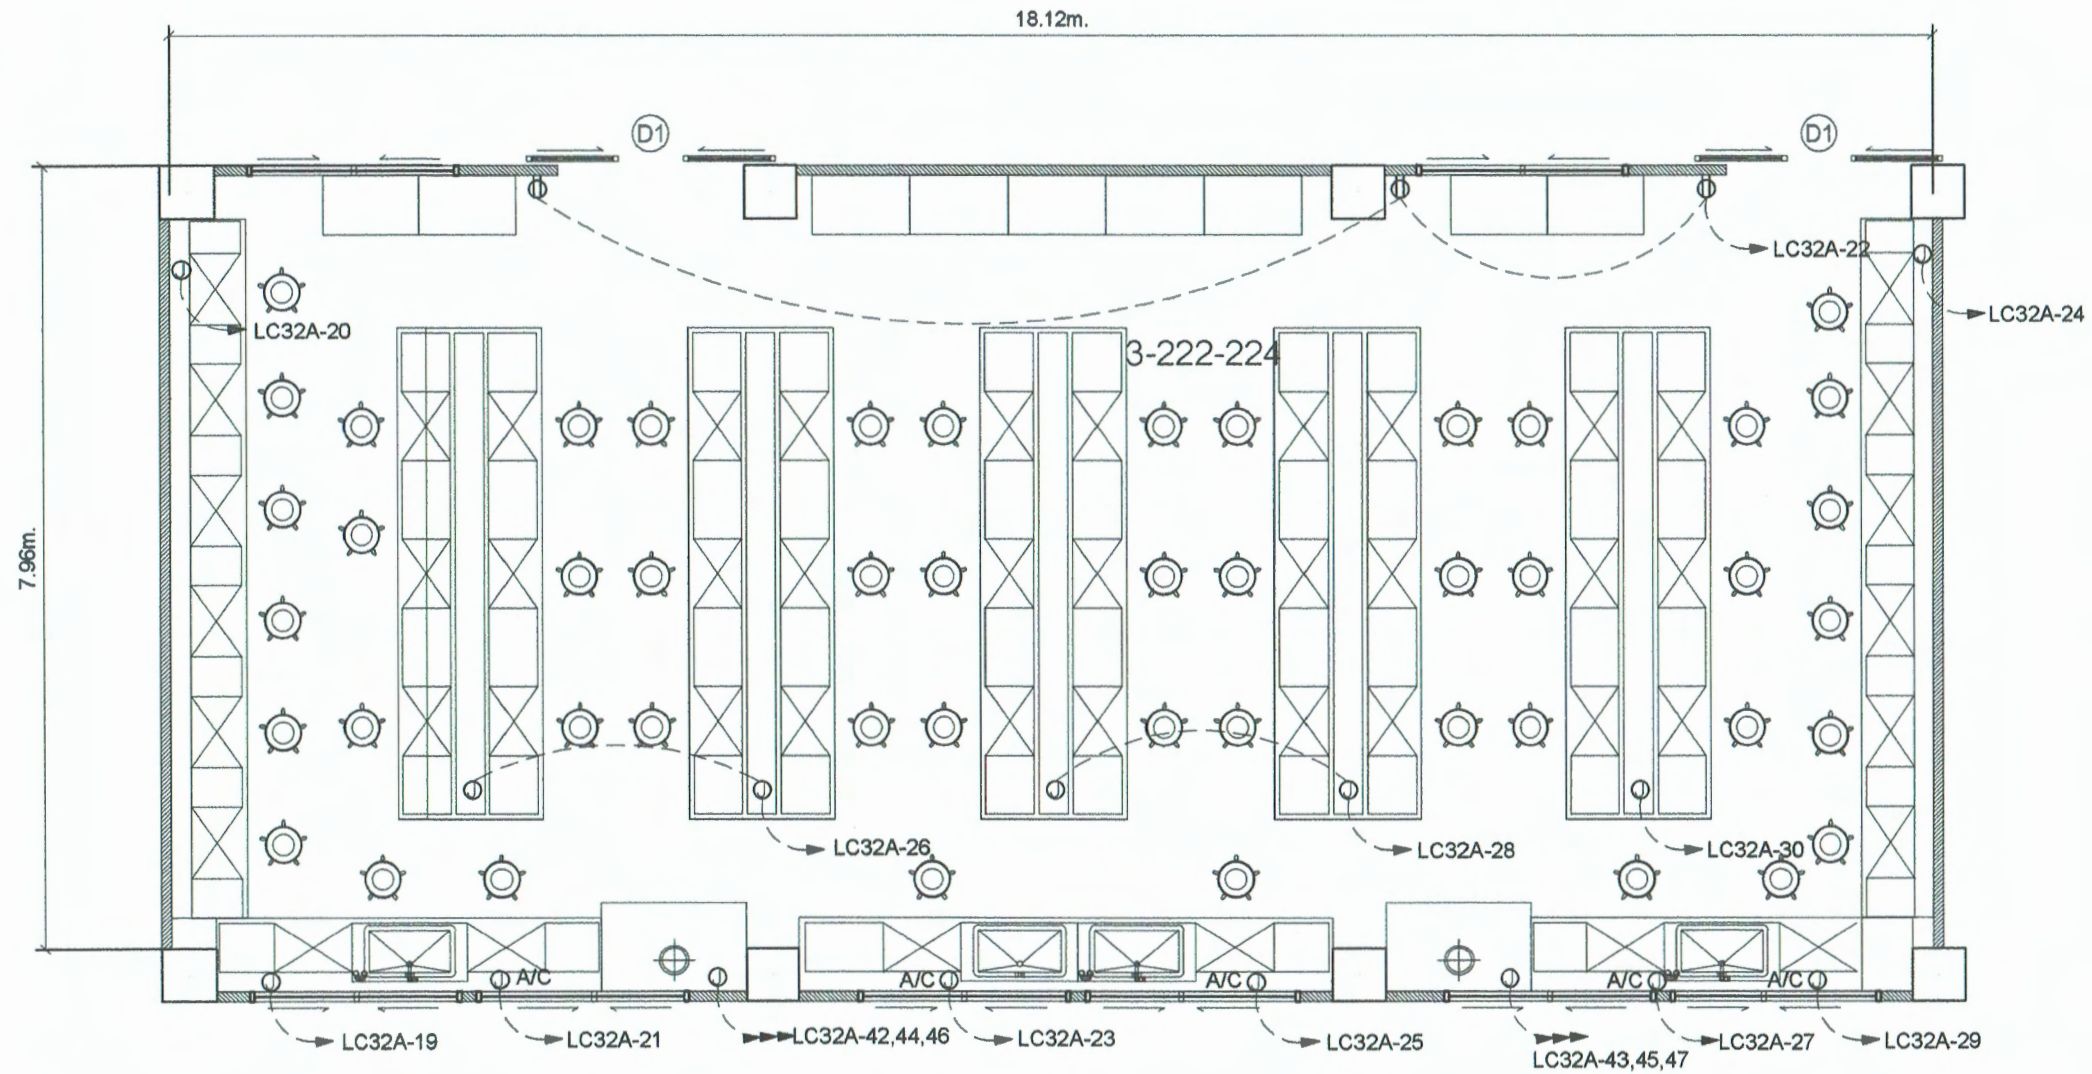 18.12m.
D1
D1
LC32A-22
LC32A-24
LC32A-20
3-222-224
7.96m.
LC32A-26
LC32A-28
LC32A-30
A/C
A/C
A/C
A/C
A/C
LC32A-19
LC32A-21
LC32A-42,44,46
LC32A-23
LC32A-25
LC32A-43,45,47
LC32A-27
LC32A-29